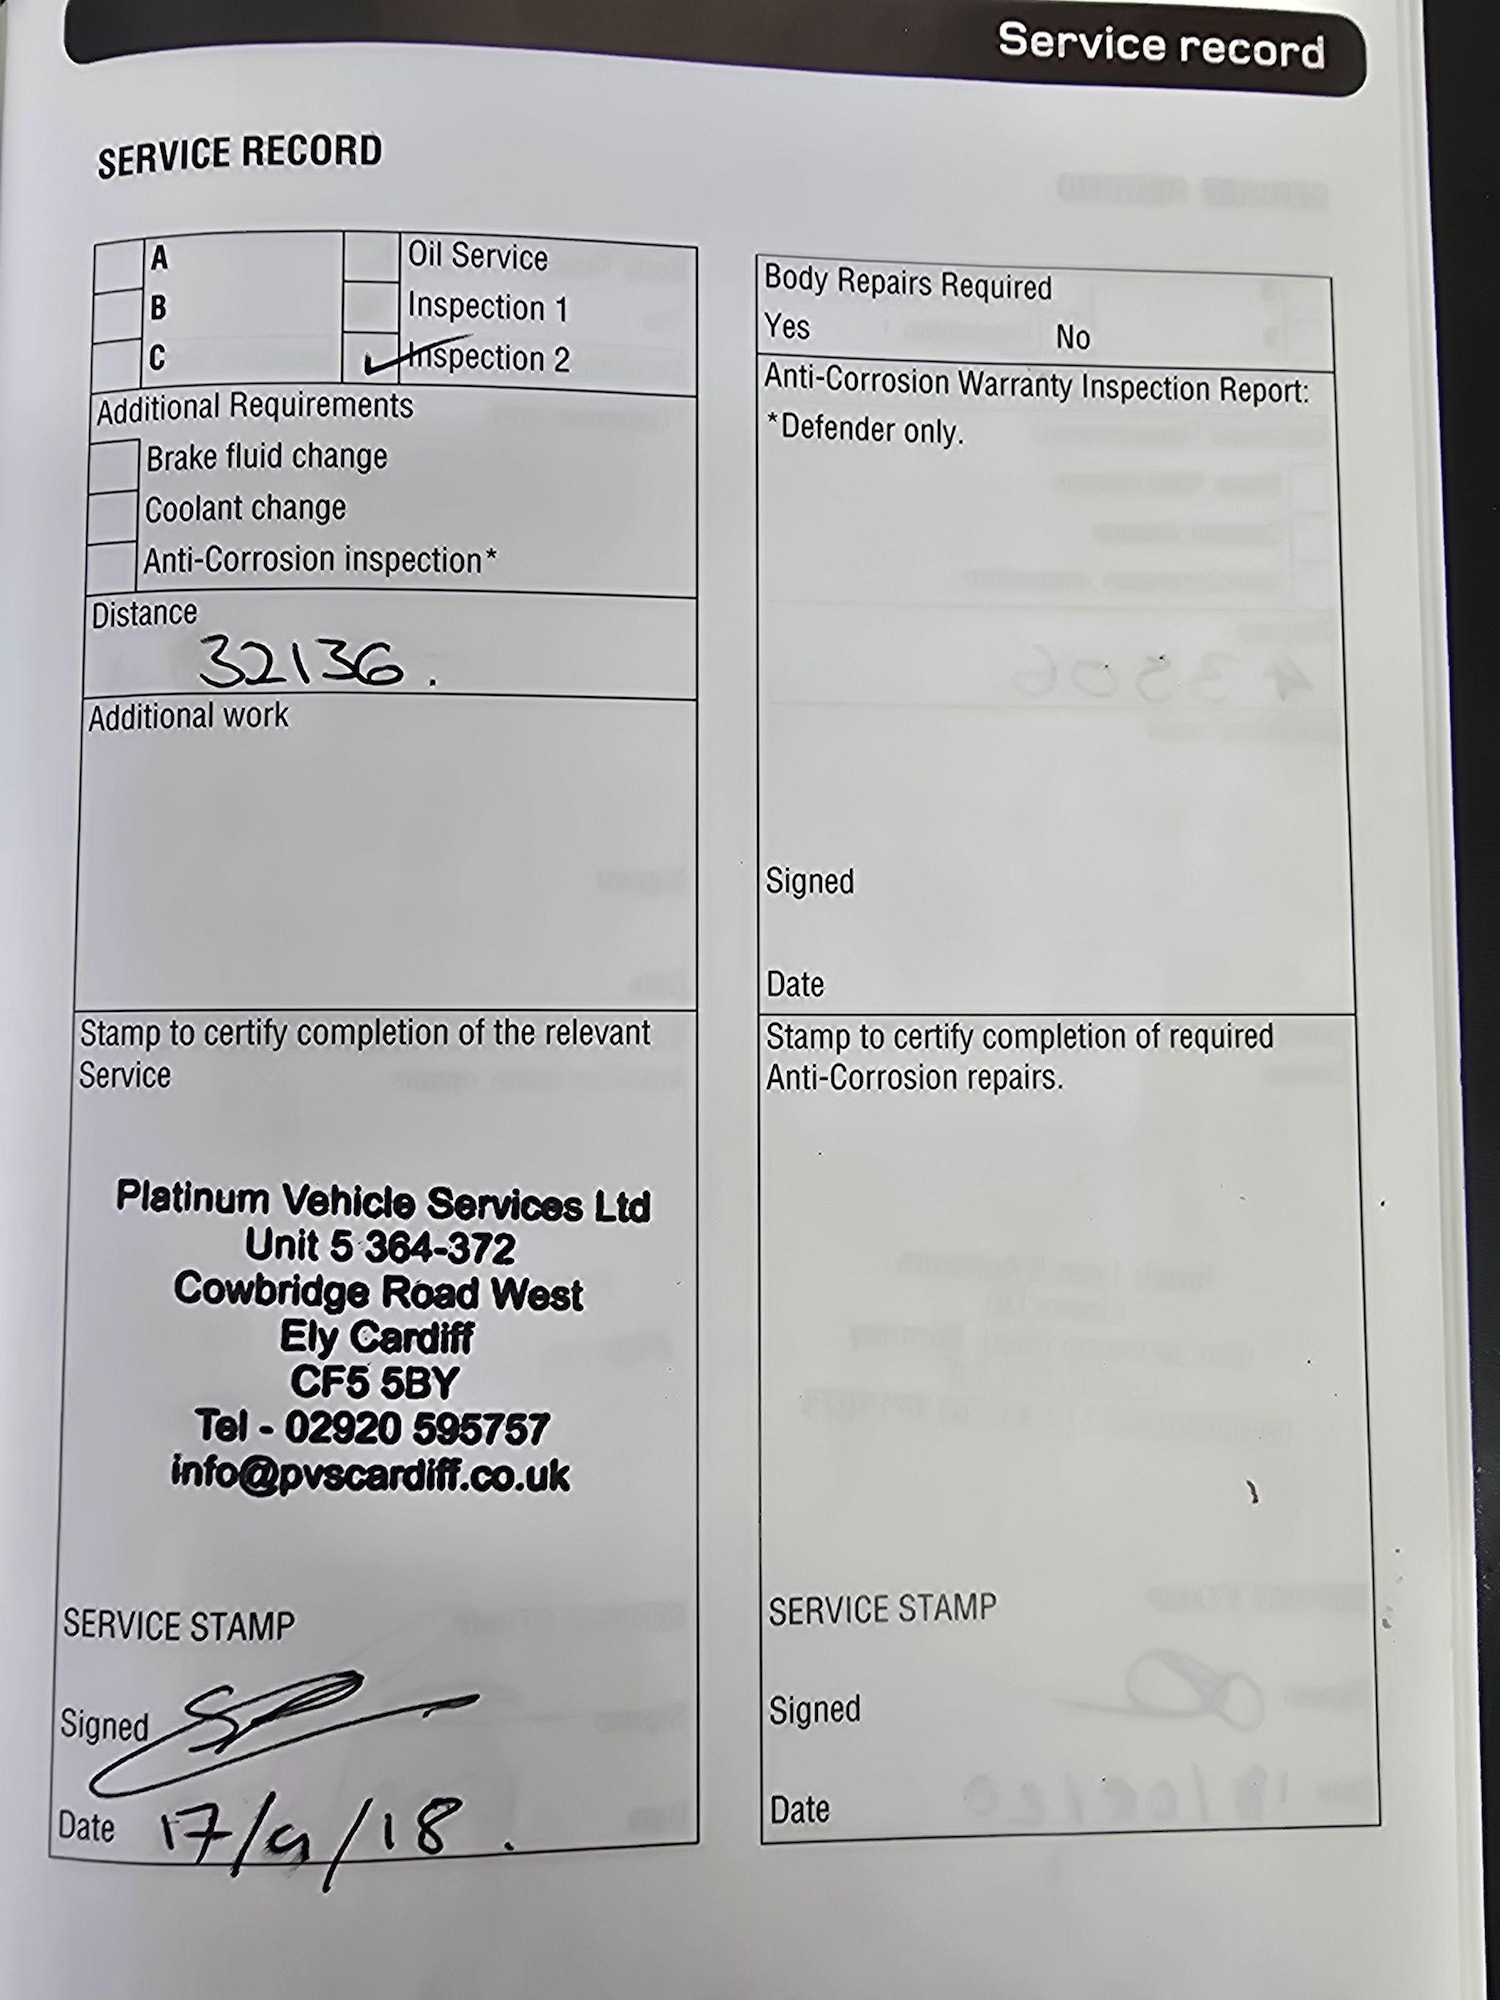 Service record
SERVICE RECORD
A
Oil Service
B
Inspection 1
C
Inspection 2
Additional Requirements
Brake fluid change
Coolant change
Anti-Corrosion inspection*
Distance
32136.
Additional work
Stamp to certify completion of the relevant
Service
Platinum Vehicle Services Ltd
Unit 5 364-372
Cowbridge Road West
Ely Cardiff
CF5 5BY
Tel - 02920 595757
info@pvscardiff.co.uk
SERVICE STAMP
Signed
Date 17/9/18.
Body Repairs Required
Yes No
Anti-Corrosion Warranty Inspection Report:
*Defender only.
Signed
Date
Stamp to certify completion of required
Anti-Corrosion repairs.
SERVICE STAMP
Signed
Date